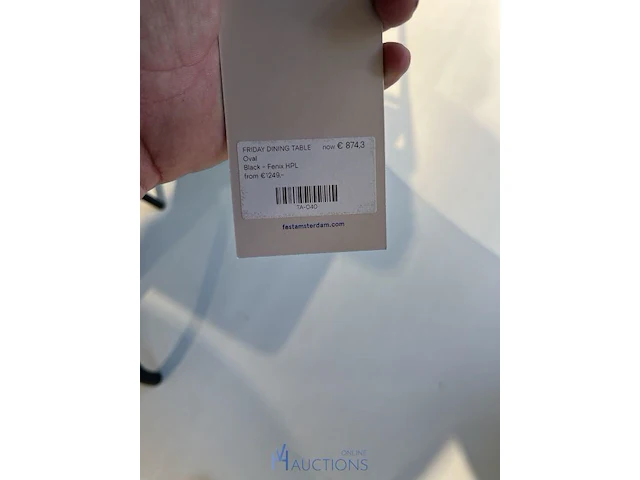 FRIDAY DINING TABLE now € 874,3
Oval
Black - Fenix HPL
from €1249,-
TA-040
festamsterdam.com
ONLINE
AUCTIONS